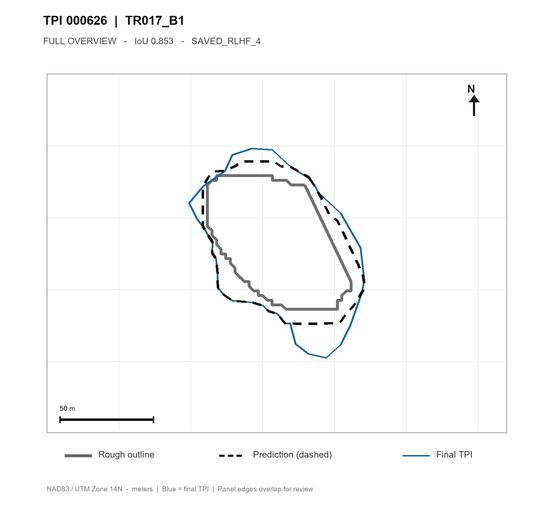 TPI 000626 | TR017_B1
FULL OVERVIEW - IoU 0.853 - SAVED_RLHF_4
N
50 m
Rough outline
Prediction (dashed)
Final TPI
NAD83 / UTM Zone 14N - meters | Blue = final TPI | Panel edges overlap for review